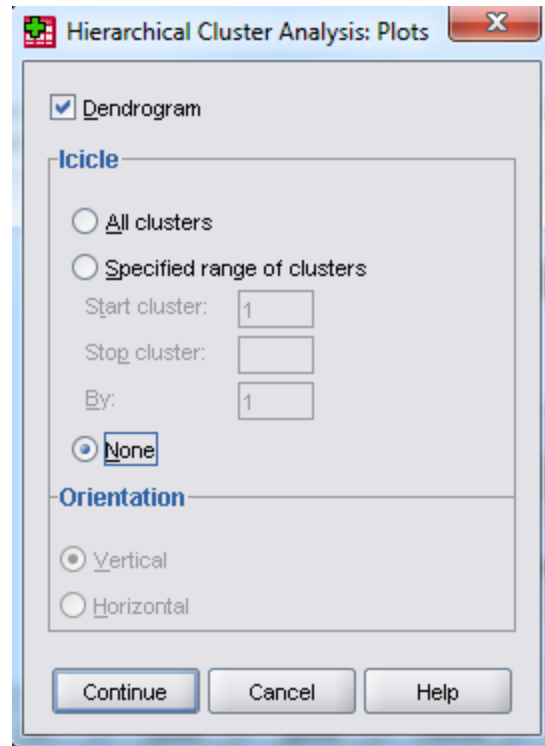 Hierarchical Cluster Analysis: Plots
Dendrogram
Icicle
All clusters
Specified range of clusters
Start cluster: 1
Stop cluster:
By: 1
None
Orientation
Vertical
Horizontal
Continue Cancel Help